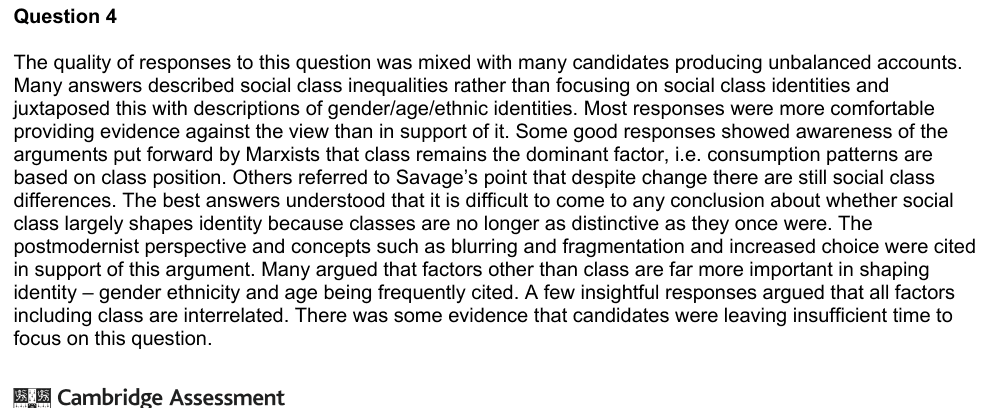 Question 4
The quality of responses to this question was mixed with many candidates producing unbalanced accounts.
Many answers described social class inequalities rather than focusing on social class identities and
juxtaposed this with descriptions of gender/age/ethnic identities. Most responses were more comfortable
providing evidence against the view than in support of it. Some good responses showed awareness of the
arguments put forward by Marxists that class remains the dominant factor, i.e. consumption patterns are
based on class position. Others referred to Savage’s point that despite change there are still social class
differences. The best answers understood that it is difficult to come to any conclusion about whether social
class largely shapes identity because classes are no longer as distinctive as they once were. The
postmodernist perspective and concepts such as blurring and fragmentation and increased choice were cited
in support of this argument. Many argued that factors other than class are far more important in shaping
identity – gender ethnicity and age being frequently cited. A few insightful responses argued that all factors
including class are interrelated. There was some evidence that candidates were leaving insufficient time to
focus on this question.
Cambridge Assessment